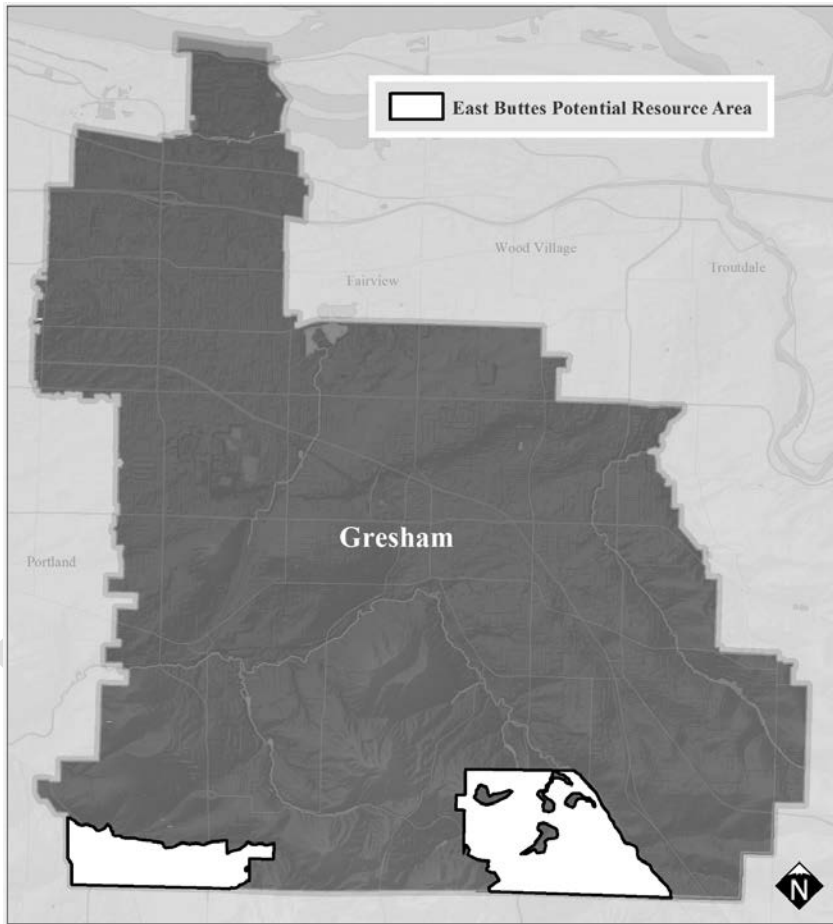 East Buttes Potential Resource Area
Wood Village
Troutdale
Fairview
Gresham
Portland
N